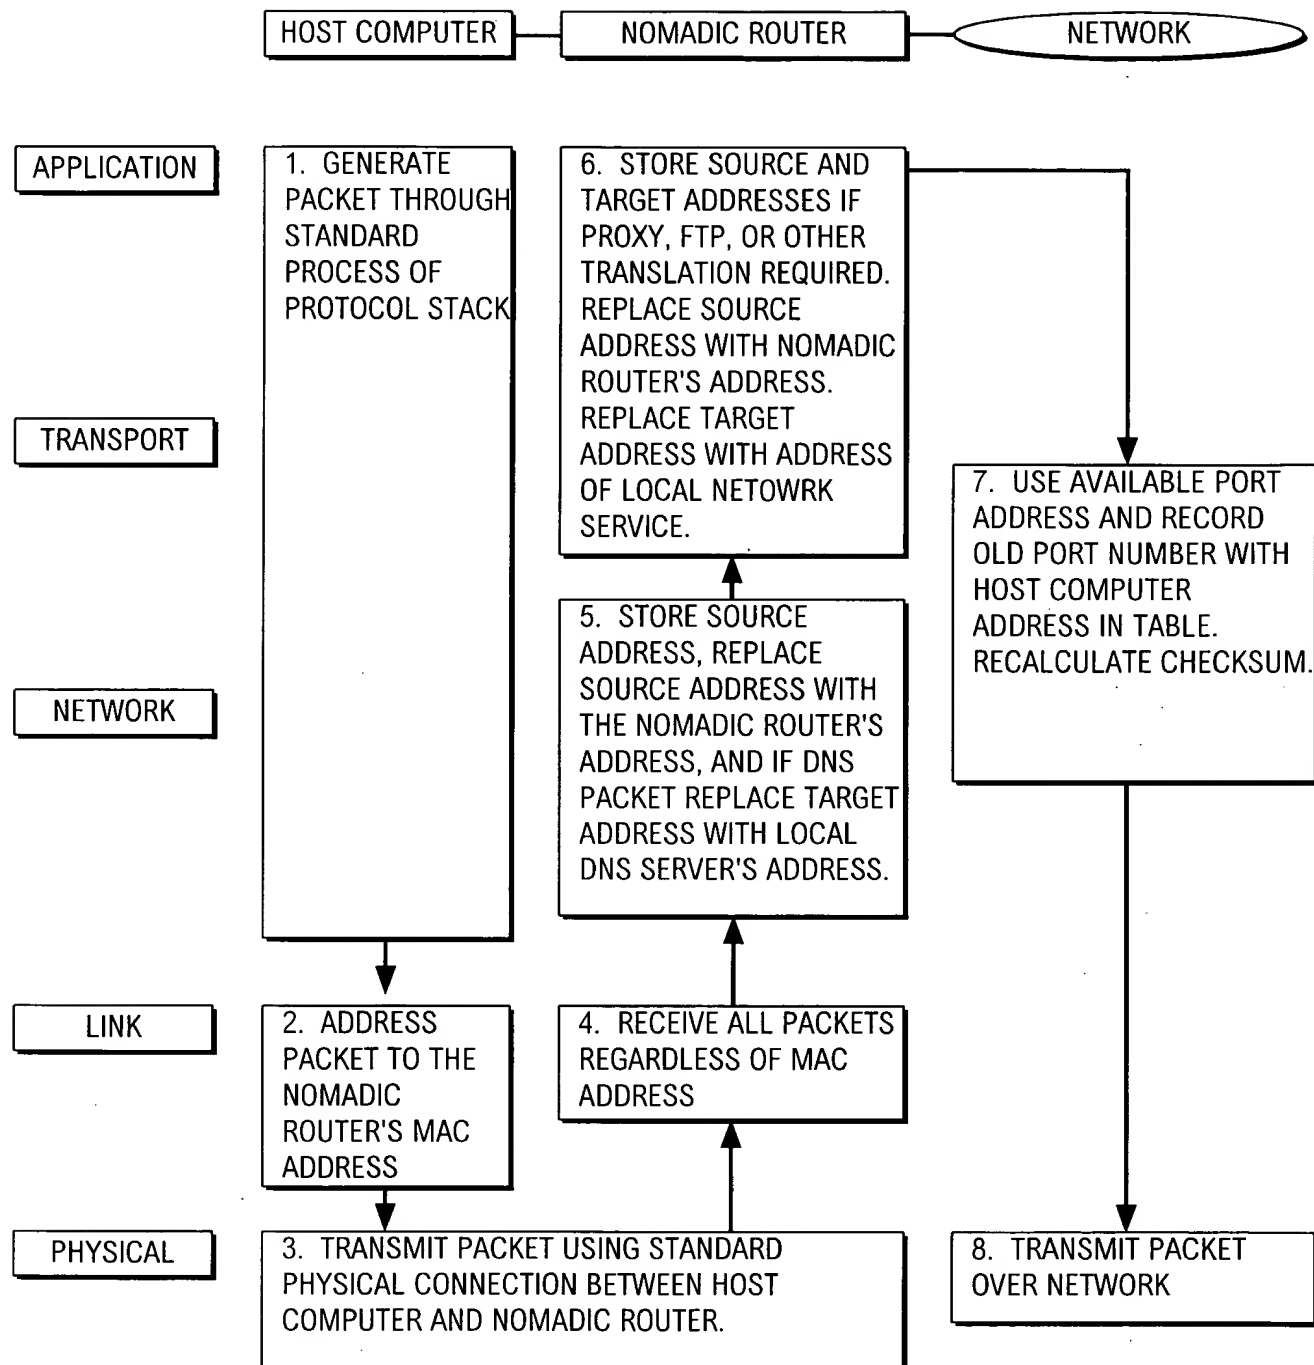 HOST COMPUTER
NOMADIC ROUTER
NETWORK
APPLICATION
TRANSPORT
NETWORK
LINK
PHYSICAL
1. GENERATE
PACKET THROUGH
STANDARD
PROCESS OF
PROTOCOL STACK
2. ADDRESS
PACKET TO THE
NOMADIC
ROUTER'S MAC
ADDRESS
3. TRANSMIT PACKET USING STANDARD
PHYSICAL CONNECTION BETWEEN HOST
COMPUTER AND NOMADIC ROUTER.
4. RECEIVE ALL PACKETS
REGARDLESS OF MAC
ADDRESS
5. STORE SOURCE
ADDRESS, REPLACE
SOURCE ADDRESS WITH
THE NOMADIC ROUTER'S
ADDRESS, AND IF DNS
PACKET REPLACE TARGET
ADDRESS WITH LOCAL
DNS SERVER'S ADDRESS.
6. STORE SOURCE AND
TARGET ADDRESSES IF
PROXY, FTP, OR OTHER
TRANSLATION REQUIRED.
REPLACE SOURCE
ADDRESS WITH NOMADIC
ROUTER'S ADDRESS.
REPLACE TARGET
ADDRESS WITH ADDRESS
OF LOCAL NETOWRK
SERVICE.
7. USE AVAILABLE PORT
ADDRESS AND RECORD
OLD PORT NUMBER WITH
HOST COMPUTER
ADDRESS IN TABLE.
RECALCULATE CHECKSUM.
8. TRANSMIT PACKET
OVER NETWORK